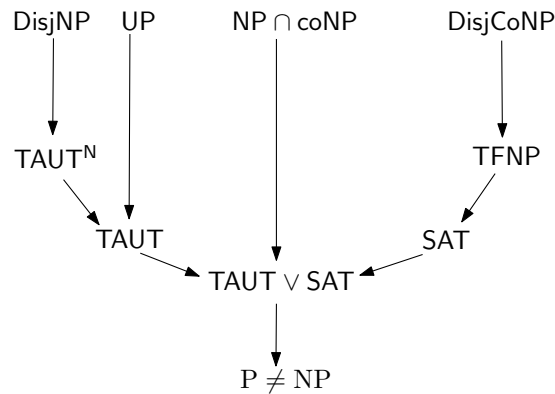 DisjNP UP NP ∩ coNP DisjCoNP
TAUT^N TFNP
TAUT SAT
TAUT ∨ SAT
P ≠ NP